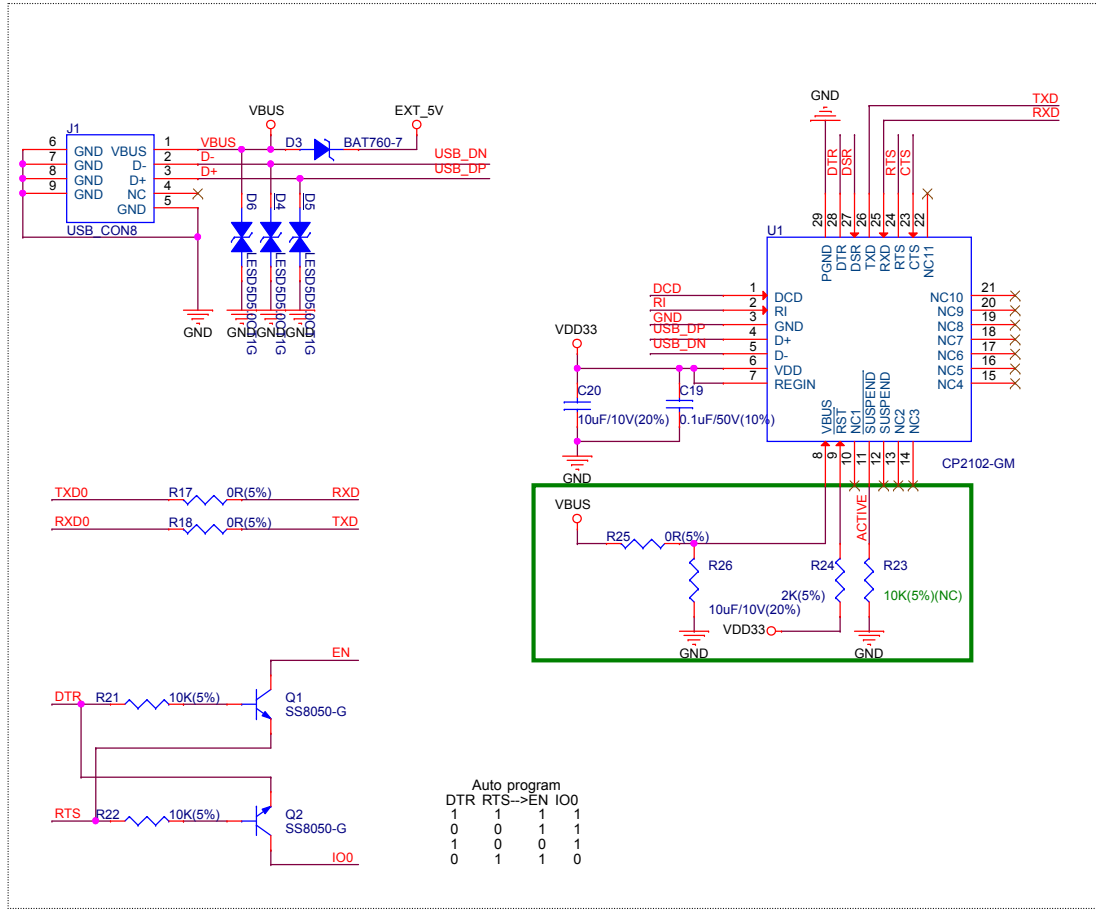 VBUS
EXT_5V
J1
6 GND VBUS 1 VBUS D3 BAT760-7
7 GND D- 2 D- USB_DN
8 GND D+ 3 D+ USB_DP
9 GND NC 4
GND 5
USB_CON8
D6 D4 D5
LESD5D5.0CT1G LESD5D5.0CT1G LESD5D5.0CT1G
GND GND GND GND
GND
TXD
RXD
DTR DSR RTS CTS
29 28 27 26 25 24 23 22
U1
PGND DTR DSR TXD RXD RTS CTS NC11
DCD 1 DCD NC10 21
RI 2 RI NC9 20
GND 3 GND NC8 19
USB_DP 4 D+ NC7 18
USB_DN 5 D- NC6 17
VDD33 6 VDD NC5 16
7 REGIN NC4 15
C20 C19
10uF/10V(20%) 0.1uF/50V(10%)
GND
VBUS RST NC1 SUSPEND SUSPEND NC2 NC3
8 9 10 11 12 13 14
CP2102-GM
TXD0 R17 0R(5%) RXD
RXD0 R18 0R(5%) TXD
VBUS
ACTIVE
R25 0R(5%)
R26 R24 R23
10uF/10V(20%) 2K(5%) 10K(5%)(NC)
VDD33
GND GND
EN
DTR R21 10K(5%) Q1
SS8050-G
RTS R22 10K(5%) Q2
SS8050-G
IO0
Auto program
DTR RTS-->EN IO0
1 1 1 1
0 0 1 1
1 0 0 1
0 1 1 0